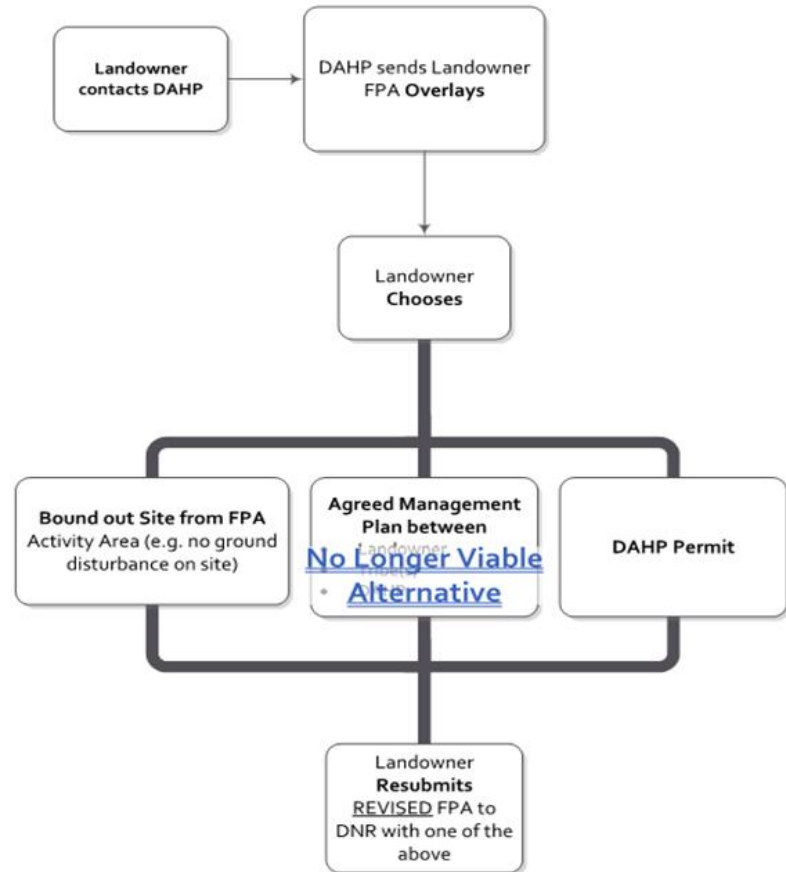 Landowner
contacts DAHP
DAHP sends Landowner
FPA Overlays
Landowner
Chooses
Bound out Site from FPA
Activity Area (e.g. no ground
disturbance on site)
Agreed Management
Plan between
Landowner
No Longer Viable
Alternative
DAHP Permit
Landowner
Resubmits
REVISED FPA to
DNR with one of the
above